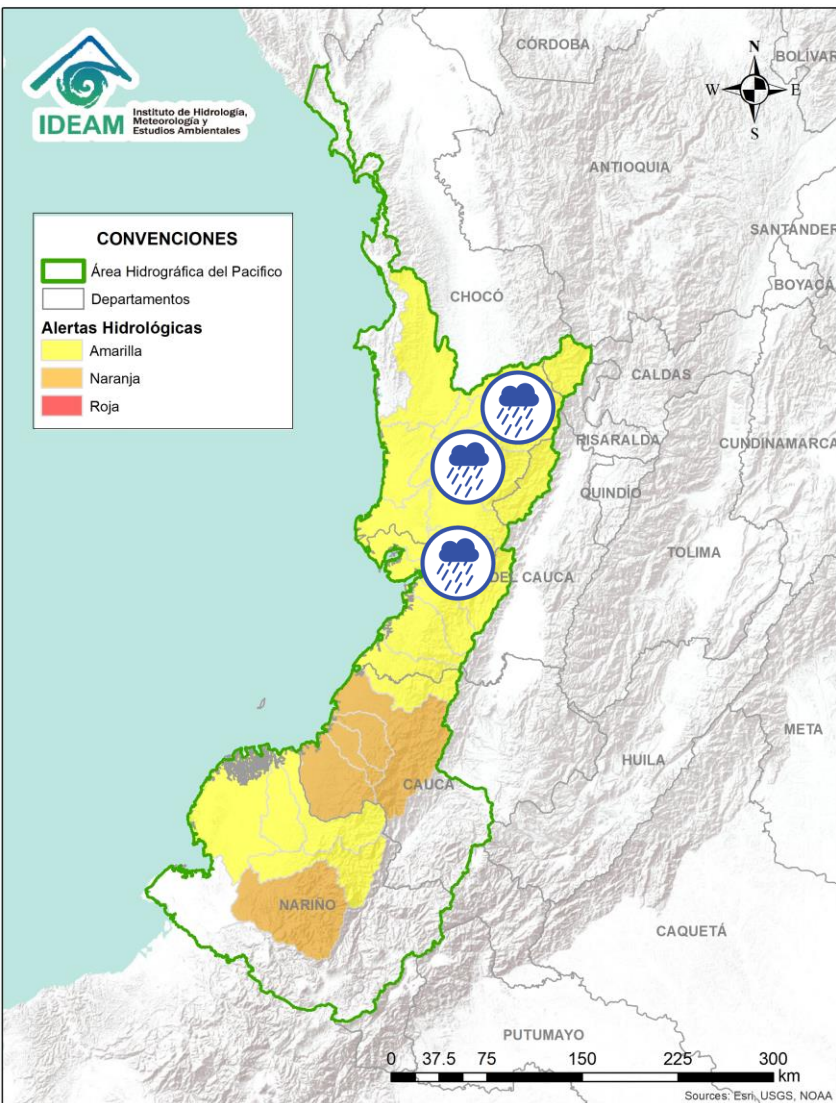 IDEAM
Instituto de Hidrología,
Meteorología y
Estudios Ambientales
CÓRDOBA
BOLÍVAR
N
W
E
S
ANTIOQUIA
SANTANDER
BOYACÁ
CONVENCIONES
Área Hidrográfica del Pacifico
Departamentos
Alertas Hidrológicas
Amarilla
Naranja
Roja
CHOCÓ
CALDAS
RISARALDA
CUNDINAMARCA
QUINDÍO
TOLIMA
DEL CAUCA
META
HUILA
CAUCA
NARIÑO
CAQUETÁ
PUTUMAYO
0 37.5 75 150 225 300
km
Sources: Esri, USGS, NOAA